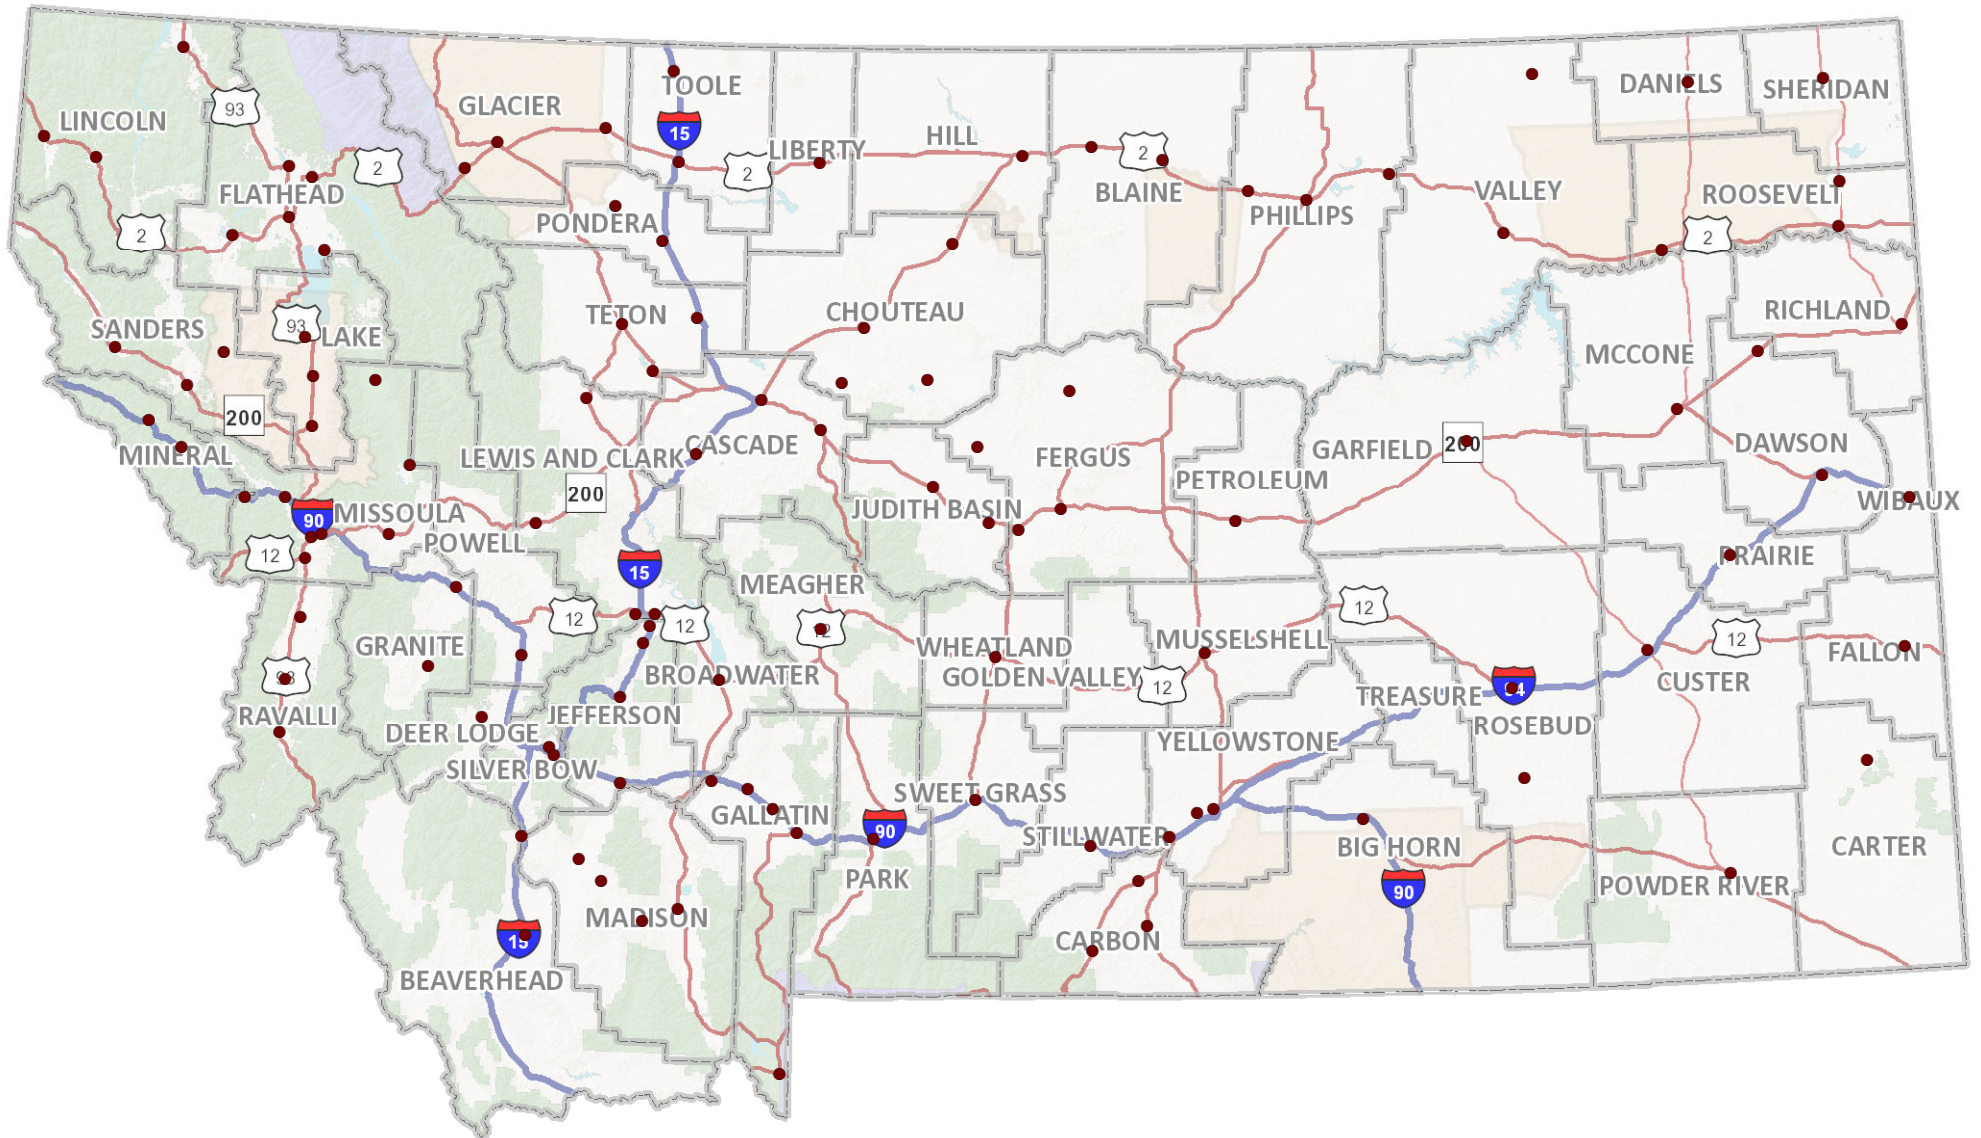 TOOLE
DANIELS
SHERIDAN
GLACIER
93
LINCOLN
15
HILL
LIBERTY
2
2
2
BLAINE
FLATHEAD
VALLEY
ROOSEVELT
PHILLIPS
PONDERA
2
2
CHOUTEAU
RICHLAND
TETON
93
SANDERS
LAKE
MCCONE
200
CASCADE
DAWSON
200
GARFIELD
MINERAL
LEWIS AND CLARK
FERGUS
PETROLEUM
200
WIBAUX
JUDITH BASIN
MISSOULA
90
POWELL
12
PRAIRIE
15
MEAGHER
12
12
12
12
12
MUSSELSHELL
GRANITE
WHEATLAND
FALLON
BROADWATER
GOLDEN VALLEY
93
12
CUSTER
94
TREASURE
RAVALLI
JEFFERSON
ROSEBUD
DEER LODGE
YELLOWSTONE
SILVER BOW
SWEET GRASS
GALLATIN
90
STILLWATER
BIG HORN
CARTER
PARK
POWDER RIVER
90
MADISON
15
CARBON
BEAVERHEAD